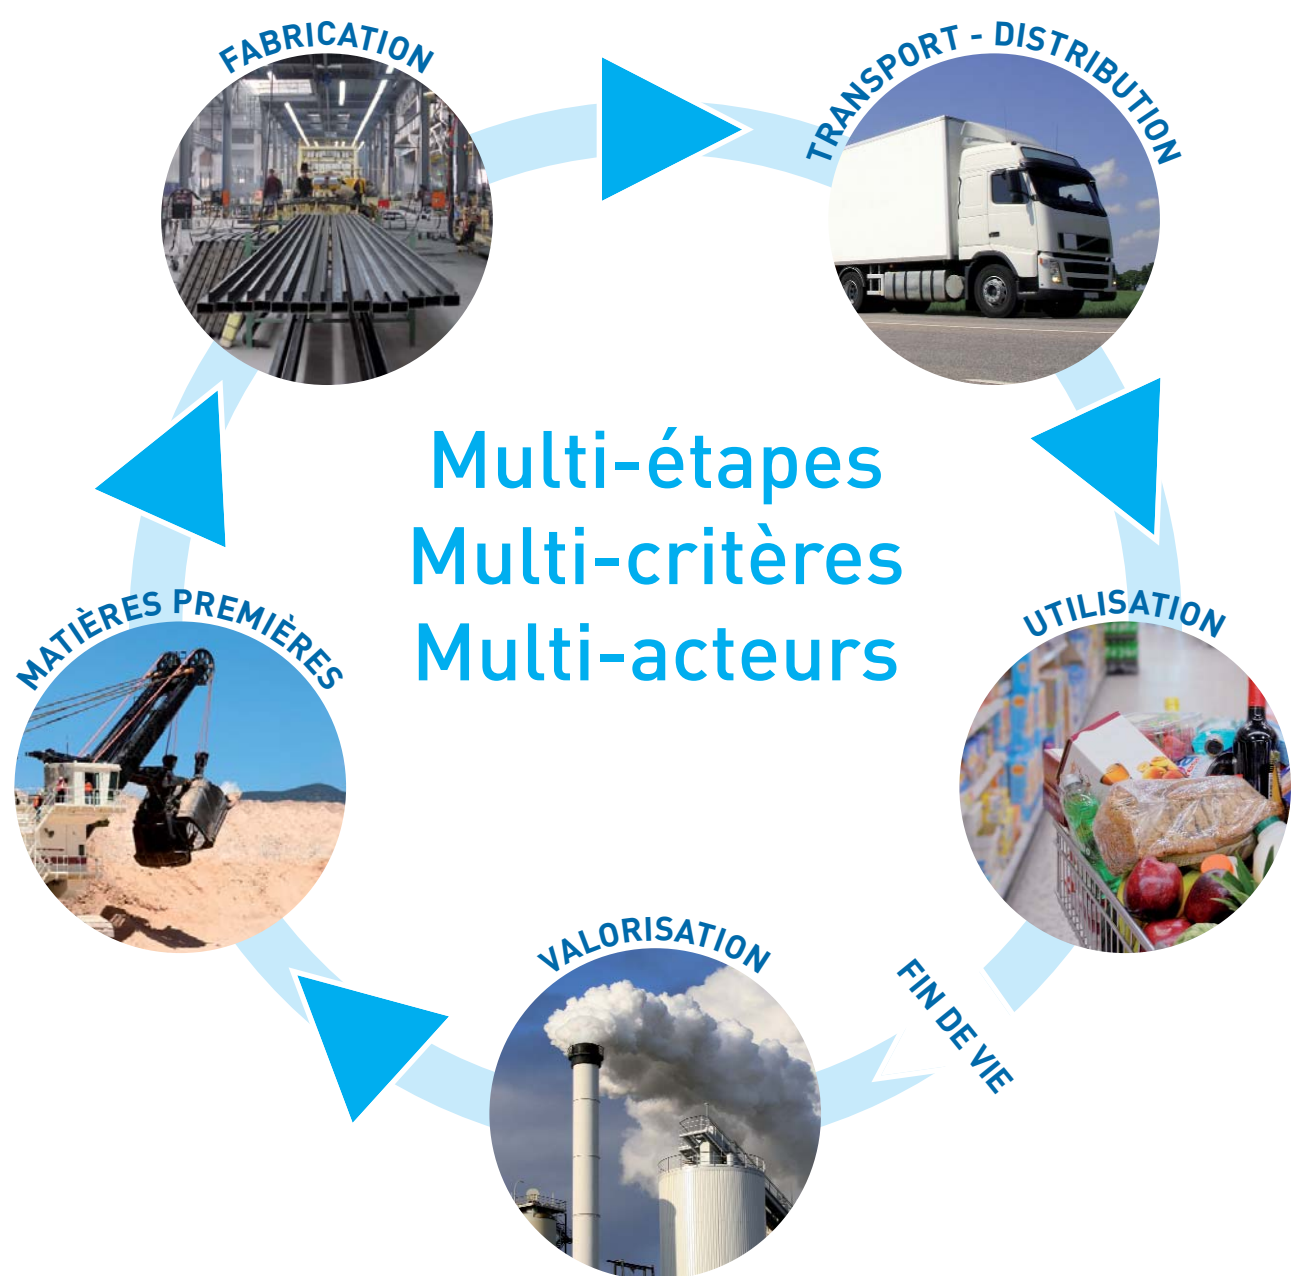 FABRICATION
TRANSPORT - DISTRIBUTION
Multi-étapes
Multi-critères
Multi-acteurs
MATIÈRES PREMIÈRES
UTILISATION
VALORISATION
FIN DE VIE